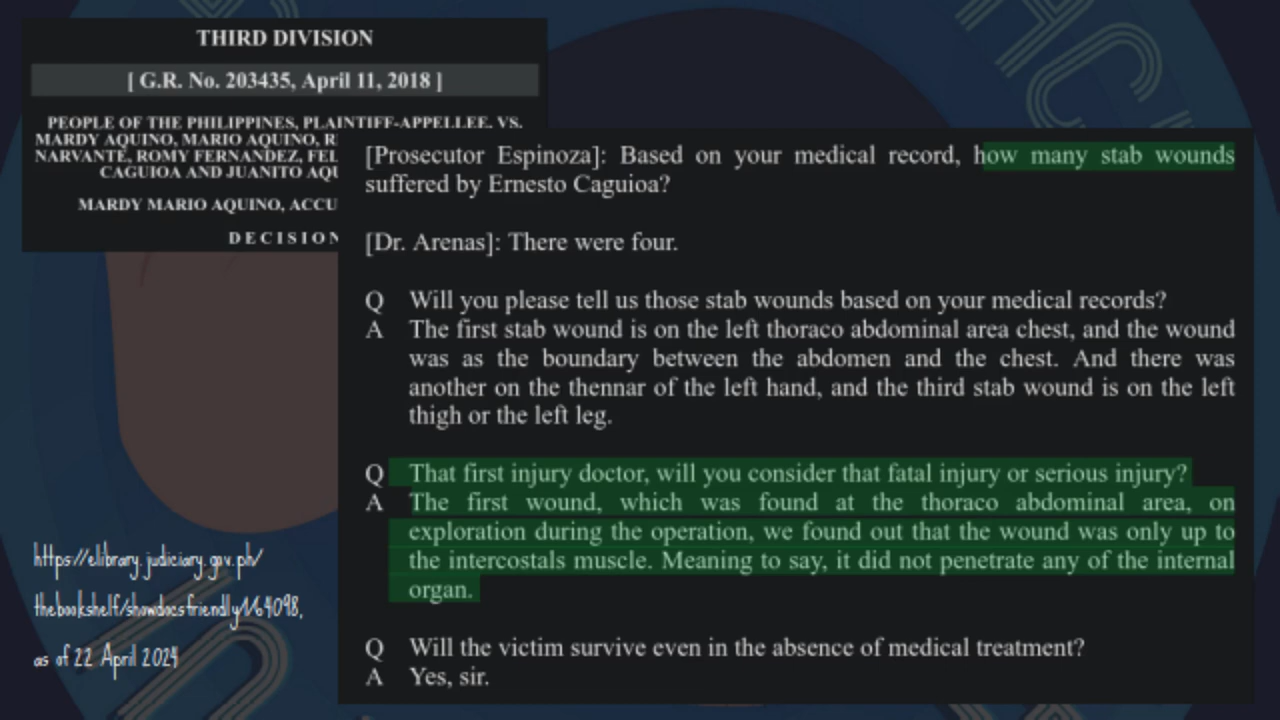 THIRD DIVISION
[ G.R. No. 203435, April 11, 2018 ]
PEOPLE OF THE PHILIPPINES, PLAINTIFF-APPELLEE, VS.
MARDY AQUINO, MARIO AQUINO, R
NARVANTE, ROMY FERNANDEZ, FEL
CAGUIOA AND JUANITO AQU
MARDY MARIO AQUINO, ACCU
DECISION
[Prosecutor Espinoza]: Based on your medical record, how many stab wounds
suffered by Ernesto Caguioa?
[Dr. Arenas]: There were four.
Q Will you please tell us those stab wounds based on your medical records?
A The first stab wound is on the left thoraco abdominal area chest, and the wound
was as the boundary between the abdomen and the chest. And there was
another on the thennar of the left hand, and the third stab wound is on the left
thigh or the left leg.
Q That first injury doctor, will you consider that fatal injury or serious injury?
A The first wound, which was found at the thoraco abdominal area, on
exploration during the operation, we found out that the wound was only up to
the intercostals muscle. Meaning to say, it did not penetrate any of the internal
organ.
Q Will the victim survive even in the absence of medical treatment?
A Yes, sir.
https://elibrary.judiciary.gov.ph/
thebookshelf/showdocsfriendly/1/64098,
as of 22 April 2024